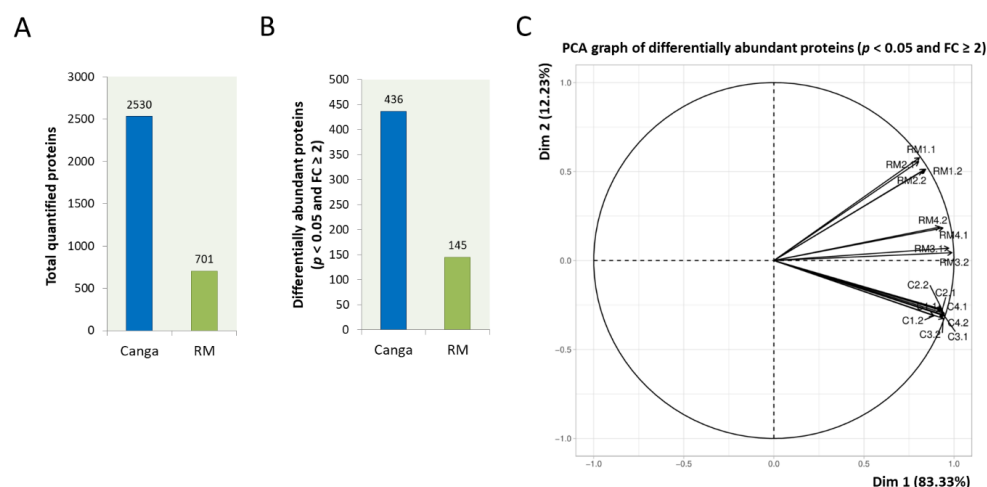 A
Total quantified proteins
3000
2500
2000
1500
1000
500
0
2530
701
Canga
RM
B
Differentially abundant proteins
(p < 0.05 and FC ≥ 2)
500
450
400
350
300
250
200
150
100
50
0
436
145
Canga
RM
C
PCA graph of differentially abundant proteins (p < 0.05 and FC ≥ 2)
Dim 2 (12.23%)
1.0
0.5
0.0
−0.5
−1.0
RM1.1
RM2.1
RM1.2
RM2.2
RM4.2
RM4.1
RM3.1
RM3.2
C2.2
C2.1
C4.1
C1.2
C4.2
C3.2
C3.1
−1.0
−0.5
0.0
0.5
1.0
Dim 1 (83.33%)